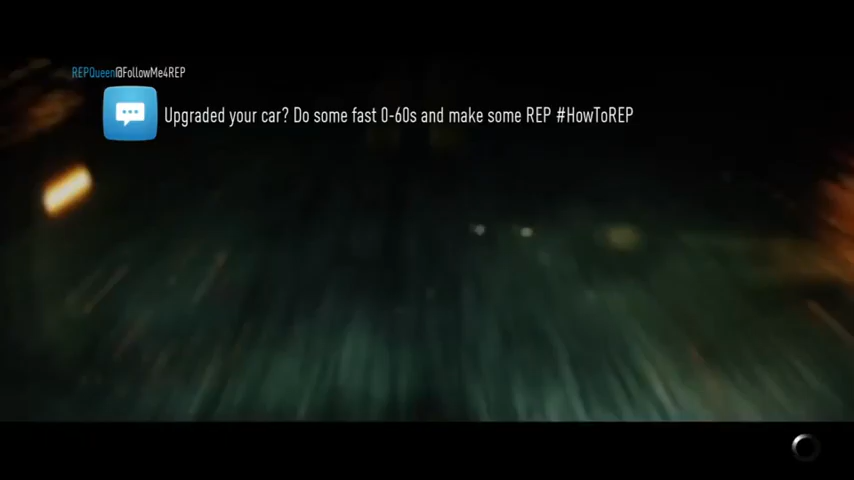 REPQueen@FollowMe4REP
Upgraded your car? Do some fast 0-60s and make some REP #HowToREP